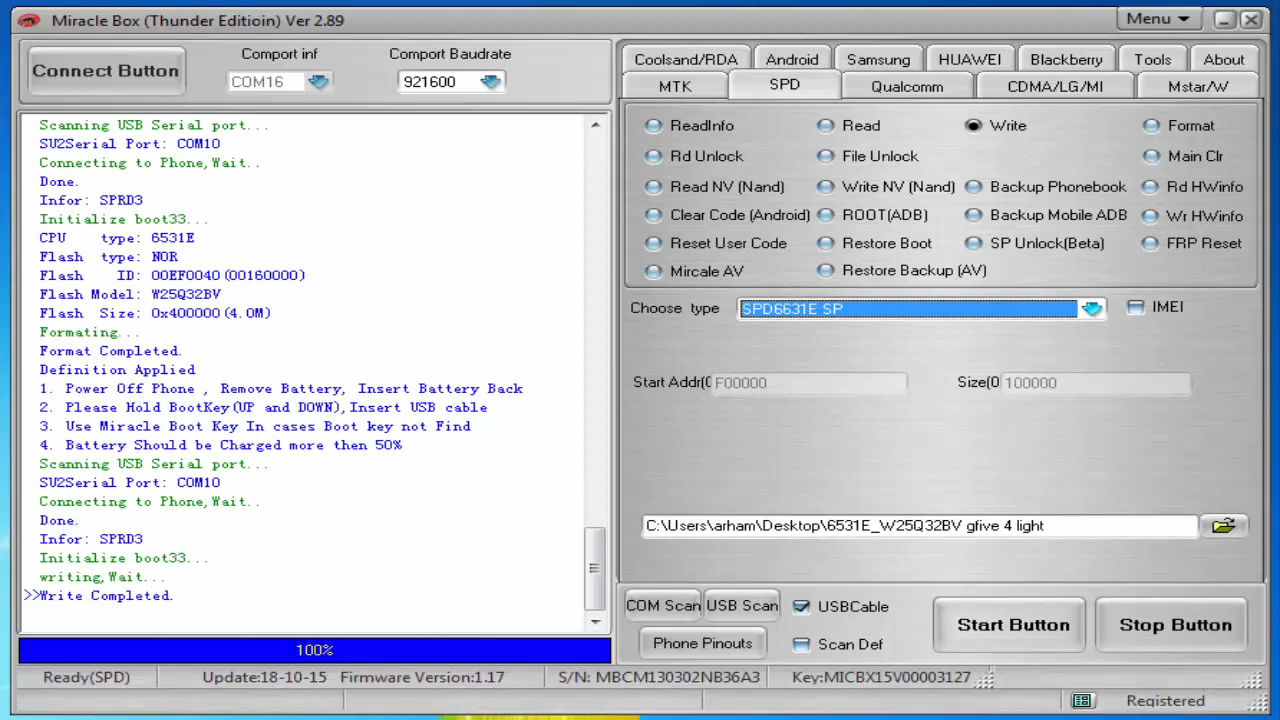 Miracle Box (Thunder Editioin) Ver 2.89
Menu
Connect Button
Comport inf
Comport Baudrate
COM16
921600
Scanning USB Serial port...
SU2Serial Port: COM10
Connecting to Phone,Wait..
Done.
Infor: SPRD3
Initialize boot33...
CPU type: 6531E
Flash type: NOR
Flash ID: 00EF0040(00160000)
Flash Model: W25Q32BV
Flash Size: 0x400000(4.0M)
Formating...
Format Completed.
Definition Applied
1. Power Off Phone , Remove Battery, Insert Battery Back
2. Please Hold BootKey(UP and DOWN),Insert USB cable
3. Use Miracle Boot Key In cases Boot key not Find
4. Battery Should be Charged more then 50%
Scanning USB Serial port...
SU2Serial Port: COM10
Connecting to Phone,Wait..
Done.
Infor: SPRD3
Initialize boot33...
writing,Wait...
>>Write Completed.
100%
Coolsand/RDA Android Samsung HUAWEI Blackberry Tools About
MTK SPD Qualcomm CDMA/LG/MI Mstar/W
ReadInfo Read Write Format
Rd Unlock File Unlock Main Clr
Read NV (Nand) Write NV (Nand) Backup Phonebook Rd HWinfo
Clear Code (Android) ROOT(ADB) Backup Mobile ADB Wr HWinfo
Reset User Code Restore Boot SP Unlock(Beta) FRP Reset
Mircale AV Restore Backup (AV)
Choose type SPD6631E SP IMEI
Start Addr(0 F00000 Size(0 100000
C:\Users\arham\Desktop\6531E_W25Q32BV gfive 4 light
COM Scan USB Scan USBCable
Phone Pinouts Scan Def
Start Button Stop Button
Ready(SPD) Update:18-10-15 Firmware Version:1.17 S/N: MBCM130302NB36A3 Key:MICBX15V00003127
Registered